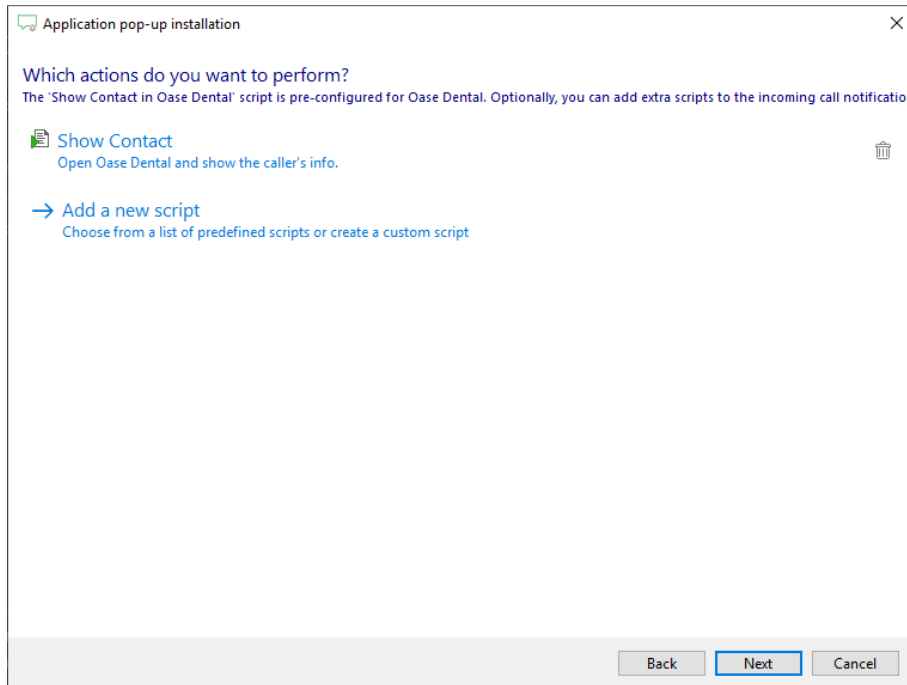 Application pop-up installation
Which actions do you want to perform?
The 'Show Contact in Oase Dental' script is pre-configured for Oase Dental. Optionally, you can add extra scripts to the incoming call notificatio
Show Contact
Open Oase Dental and show the caller's info.
Add a new script
Choose from a list of predefined scripts or create a custom script
Back Next Cancel